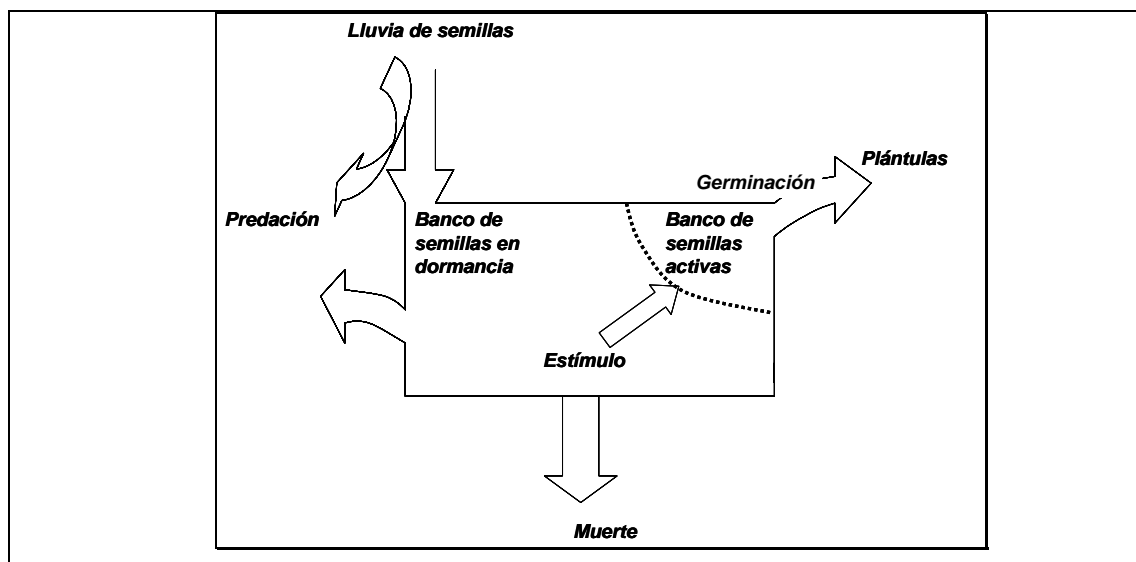 Lluvia de semillas
Plántulas
Germinación
Predación
Banco de
semillas en
dormancia
Banco de
semillas
activas
Estímulo
Muerte